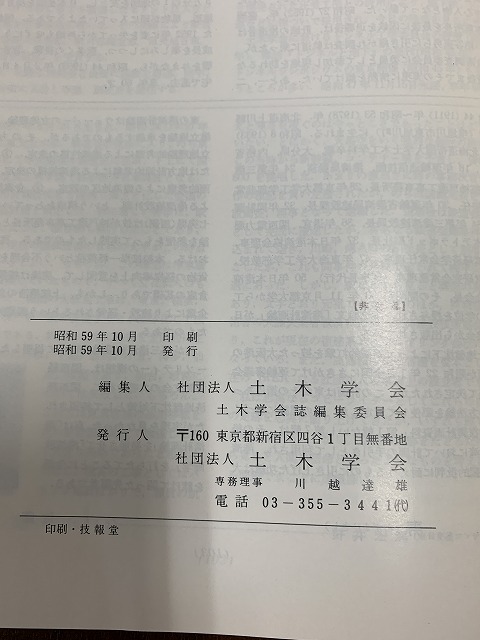 昭和59年10月 印刷
昭和59年10月 発行
編集人 社団法人 土木学会
土木学会誌編集委員会
発行人 〒160 東京都新宿区四谷1丁目無番地
社団法人 土木学会
専務理事 川越達雄
電話 03-355-3441(代)
印刷・技報堂